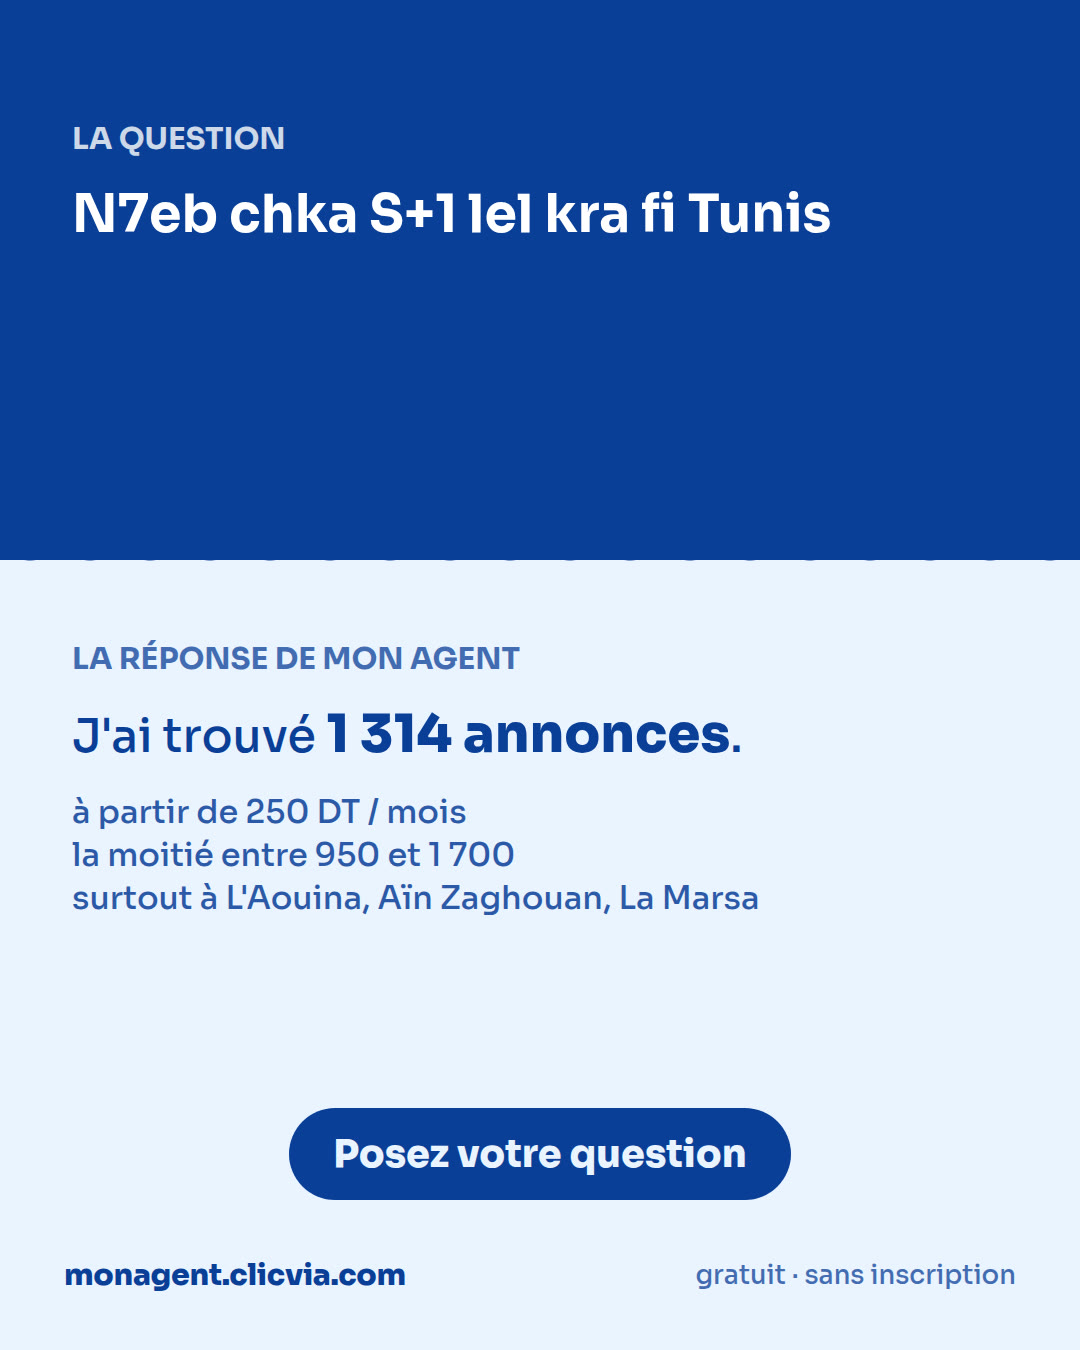 LA QUESTION
N7eb chka S+1 lel kra fi Tunis
LA RÉPONSE DE MON AGENT
J'ai trouvé 1 314 annonces.
à partir de 250 DT / mois
la moitié entre 950 et 1 700
surtout à L'Aouina, Aïn Zaghouan, La Marsa
Posez votre question
monagent.clicvia.com
gratuit · sans inscription